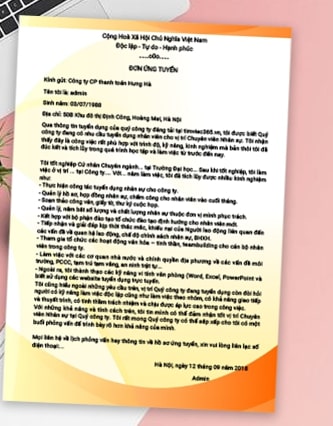 Cộng Hoà Xã Hội Chủ Nghĩa Việt Nam
Độc lập - Tự do - Hạnh phúc
-----oOo-----
ĐƠN ỨNG TUYỂN
Kính gửi: Công ty CP thanh toán Hưng Hà
Tên tôi là: admin
Sinh năm: 03/07/1988
Địa chỉ: B08 Khu đô thị Định Công, Hoàng Mai, Hà Nội
Qua thông tin tuyển dụng của quý công ty đăng tải tại timviec365.vn, tôi được biết Quý
công ty đang có nhu cầu tuyển dụng nhân viên cho vị trí Chuyên viên Nhân sự. Tôi nhận
thấy đây là công việc rất phù hợp với trình độ, kỹ năng, kinh nghiệm mà bản thôi tôi đã
đúc kết và tích lũy trong quá trình học tập và làm việc từ trước đến nay.
Tôi tốt nghiệp Cử nhân Chuyên ngành... tại Trường Đại học... Sau khi tốt nghiệp, tôi làm
việc ở vị trí ... tại Công ty... Với... năm làm việc, tôi đã tích lũy được nhiều kinh nghiệm
như:
- Thực hiện công tác tuyển dụng nhân sự cho công ty.
- Quản lý hồ sơ, hợp đồng nhân sự, chấm công cho nhân viên vào cuối tháng.
- Soạn thảo công văn, giấy tờ, thư ký cuộc họp.
- Quản lý, nắm bắt số lượng và chất lượng nhân sự thuộc đơn vị mình phục trách.
- Kết hợp với bộ phận đào tạo tổ chức đào tạo định hướng cho nhân viên mới.
- Tiếp nhận và giải đáp kịp thời thắc mắc, khiếu nại của Người lao động liên quan đến
các vấn đề về quan hệ lao động, chế độ chính sách nhân sự, BHXH.
- Tham gia tổ chức các hoạt động văn hóa – tinh thần, teambuilding cho cán bộ nhân
viên trong công ty.
- Làm việc với các cơ quan nhà nước và chính quyền địa phương về các vấn đề môi
trường, PCCC, tạm trú tạm vắng, an ninh trật tự...
- Ngoài ra, tôi thành thạo các kỹ năng vi tính văn phòng (Word, Excel, PowerPoint và
biết sử dụng các website tuyển dụng trực tuyến.
Tôi cũng hiểu ngoài những yêu cầu trên, vị trí Quý công ty đang tuyển dụng còn đòi hỏi
người có kỹ năng làm việc độc lập cũng như làm việc theo nhóm, có khả năng giao tiếp
và thuyết trình, có tinh thần trách nhiệm và chịu được áp lực cao trong công việc.
Với những khả năng và tính cách trên, tôi tin mình có thể đảm nhận tốt vị trí Chuyên
viên Nhân sự tại Quý công ty. Tôi rất mong Quý công ty có thể sắp xếp cho tôi có một
buổi phỏng vấn để trình bày rõ hơn khả năng của mình.
Mọi liên hệ về lịch phỏng vấn hay thông tin về hồ sơ ứng tuyển, xin vui lòng liên lạc số
điện thoại:...
Hà Nội, ngày 12 tháng 09 năm 2018
Admin